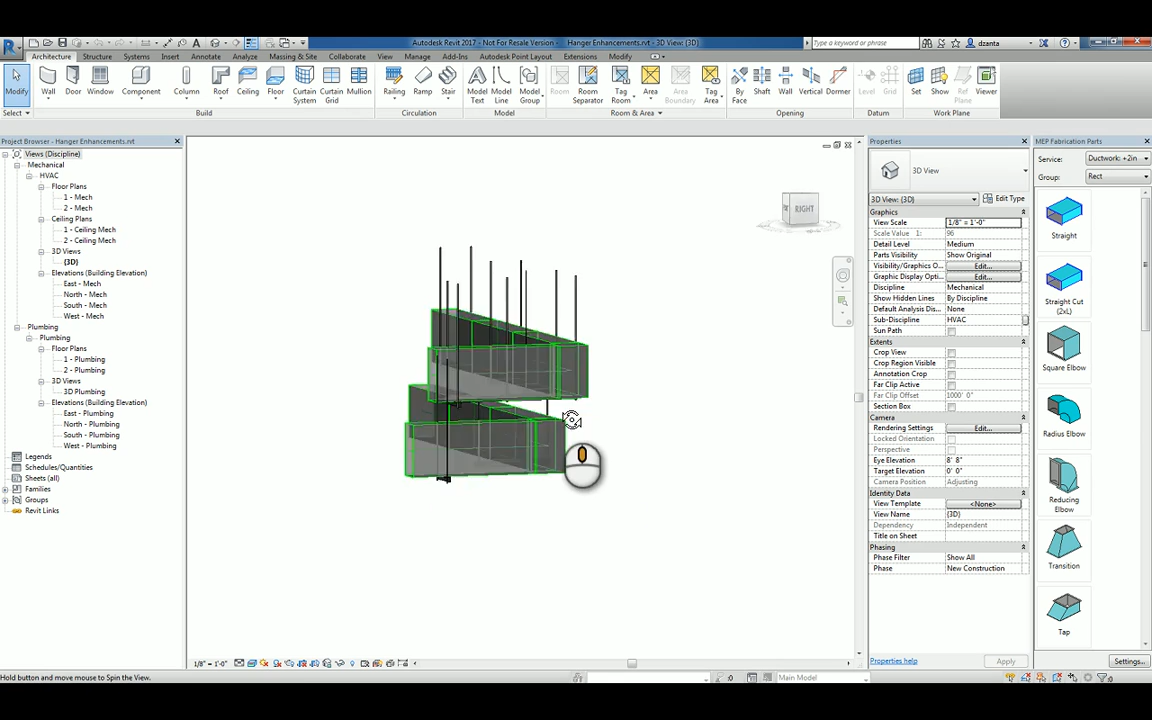 Autodesk Revit 2017 - Not For Resale Version - Hanger Enhancements.rvt - 3D View: {3D}
Type a keyword or phrase
dzanta
Architecture Structure Systems Insert Annotate Analyze Massing & Site Collaborate View Manage Add-Ins Autodesk Point Layout Extensions Modify
Modify Wall Door Window Component Column Roof Ceiling Floor Curtain System Curtain Grid Mullion Railing Ramp Stair Model Text Model Line Model Group Room Room Separator Tag Room Area Area Boundary Tag Area By Face Shaft Wall Vertical Dormer Level Grid Set Show Ref Plane Viewer
Select Build Circulation Model Room & Area Opening Datum Work Plane
Project Browser - Hanger Enhancements.rvt
Views (Discipline)
Mechanical
HVAC
Floor Plans
1 - Mech
2 - Mech
Ceiling Plans
1 - Ceiling Mech
2 - Ceiling Mech
3D Views
{3D}
Elevations (Building Elevation)
East - Mech
North - Mech
South - Mech
West - Mech
Plumbing
Plumbing
Floor Plans
1 - Plumbing
2 - Plumbing
3D Views
3D Plumbing
Elevations (Building Elevation)
East - Plumbing
North - Plumbing
South - Plumbing
West - Plumbing
Legends
Schedules/Quantities
Sheets (all)
Families
Groups
Revit Links
RIGHT
Properties
3D View
3D View: {3D} Edit Type
Graphics
View Scale 1/8" = 1'-0"
Scale Value 1: 96
Detail Level Medium
Parts Visibility Show Original
Visibility/Graphics O... Edit...
Graphic Display Opti... Edit...
Discipline Mechanical
Show Hidden Lines By Discipline
Default Analysis Dis... None
Sub-Discipline HVAC
Sun Path
Extents
Crop View
Crop Region Visible
Annotation Crop
Far Clip Active
Far Clip Offset 1000' 0"
Section Box
Camera
Rendering Settings Edit...
Locked Orientation
Perspective
Eye Elevation 8' 8"
Target Elevation 0' 0"
Camera Position Adjusting
Identity Data
View Template <None>
View Name {3D}
Dependency Independent
Title on Sheet
Phasing
Phase Filter Show All
Phase New Construction
Properties help Apply
MEP Fabrication Parts
Service: Ductwork: +2in
Group: Rect
Straight
Straight Cut
(2xL)
Square Elbow
Radius Elbow
Reducing
Elbow
Transition
Tap
Settings...
1/8" = 1'-0"
Hold button and move mouse to Spin the View.
:0 Main Model
:0